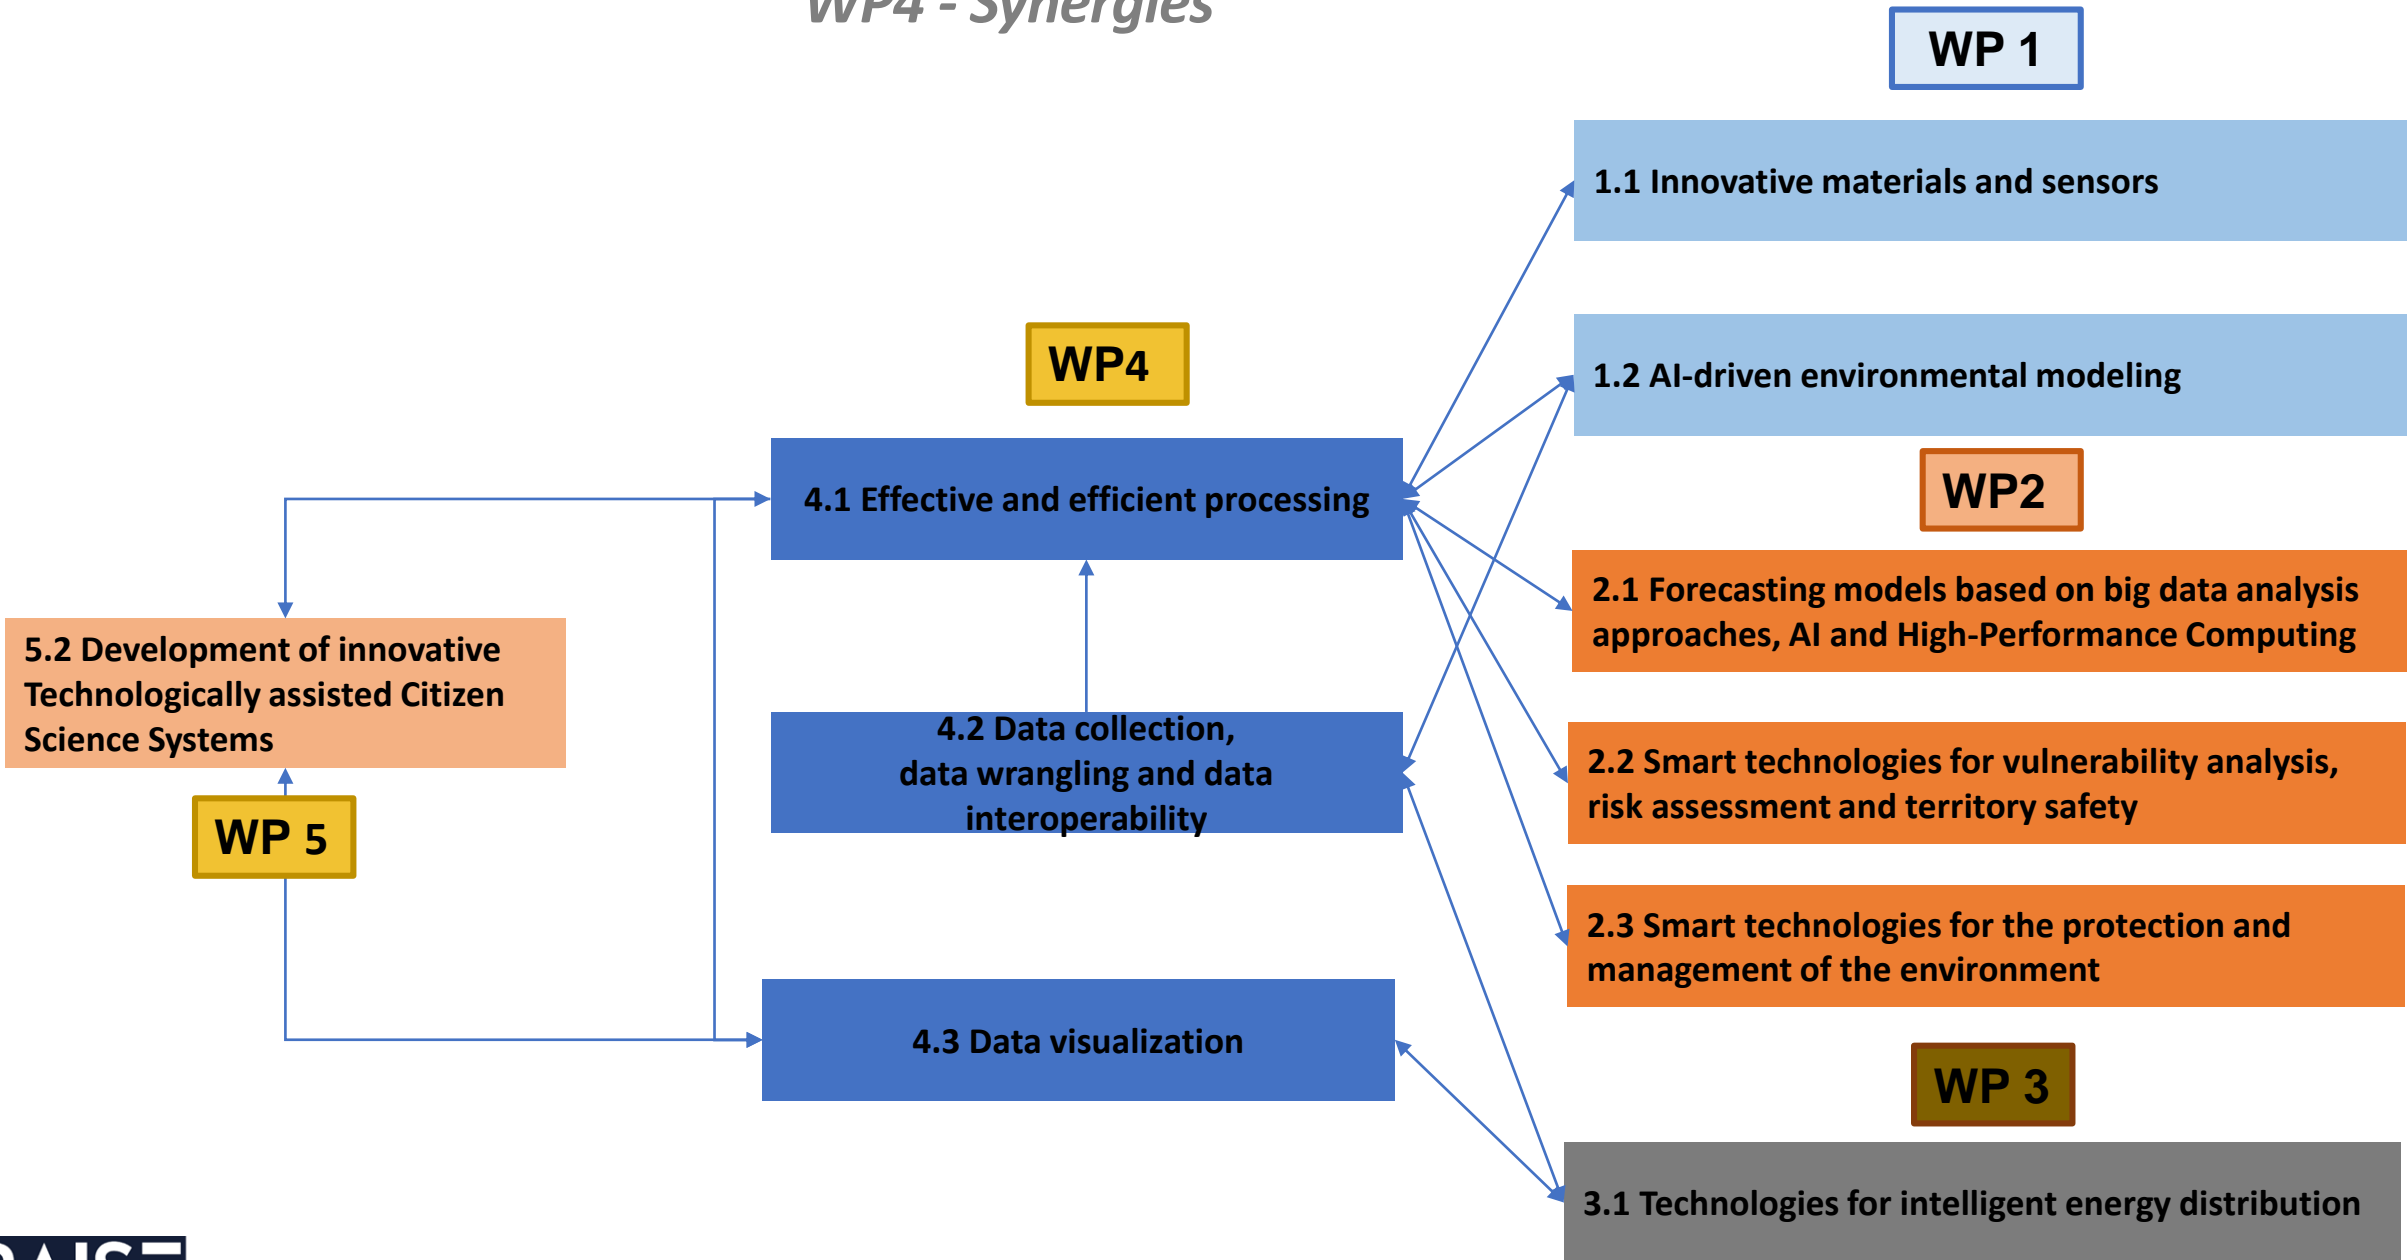 WP4 - Synergies
WP 1
1.1 Innovative materials and sensors
1.2 AI-driven environmental modeling
WP4
4.1 Effective and efficient processing
WP2
2.1 Forecasting models based on big data analysis
approaches, AI and High-Performance Computing
5.2 Development of innovative
Technologically assisted Citizen
Science Systems
4.2 Data collection,
data wrangling and data
interoperability
2.2 Smart technologies for vulnerability analysis,
risk assessment and territory safety
WP 5
2.3 Smart technologies for the protection and
management of the environment
4.3 Data visualization
WP 3
3.1 Technologies for intelligent energy distribution
RAISE